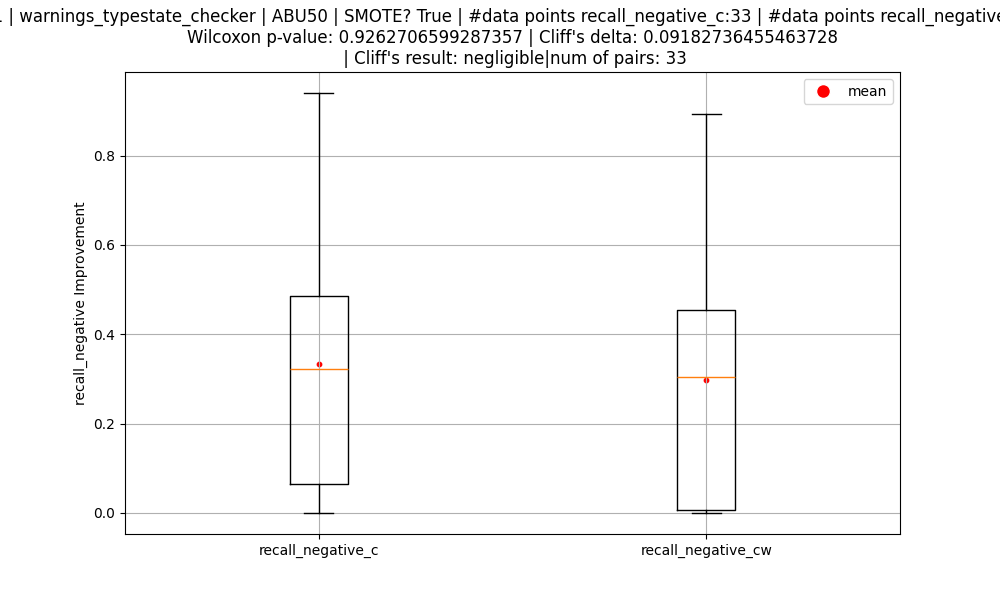 | warnings_typestate_checker | ABU50 | SMOTE? True | #data points recall_negative_c:33 | #data points recall_negative
Wilcoxon p-value: 0.9262706599287357 | Cliff's delta: 0.09182736455463728
| Cliff's result: negligible|num of pairs: 33
mean
0.8
0.6
0.4
0.2
0.0
recall_negative Improvement
recall_negative_c
recall_negative_cw